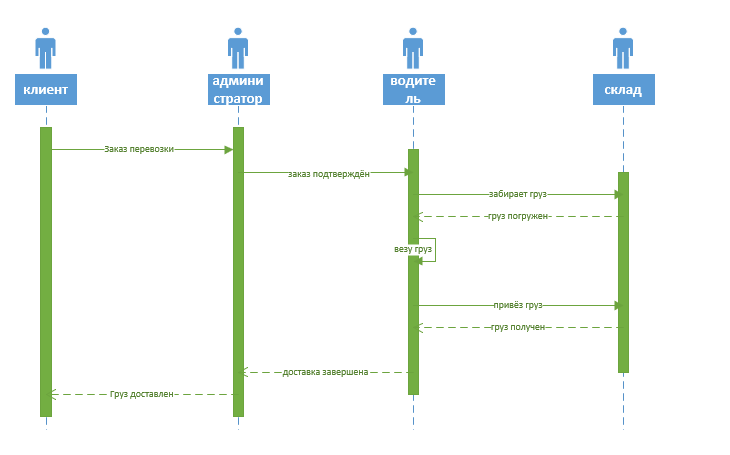 клиент
админи
стратор
водите
ль
склад
Заказ перевозки
заказ подтверждён
забирает груз
груз погружен
везу груз
привёз груз
груз получен
доставка завершена
Груз доставлен